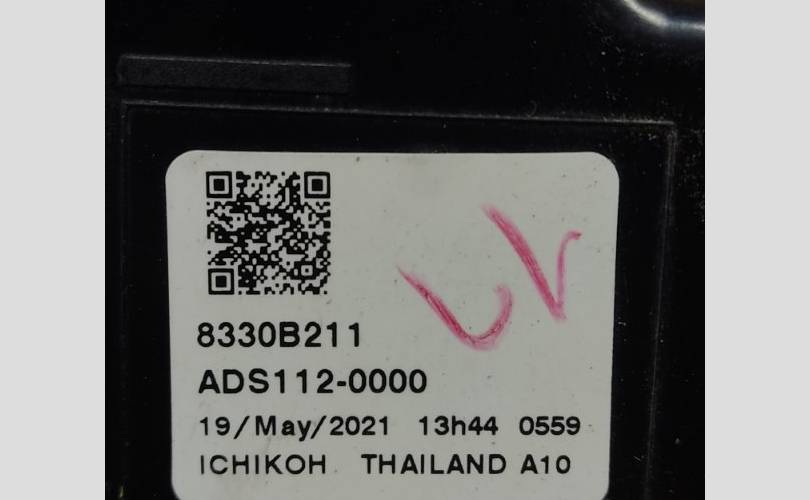 8330B211
ADS112-0000
19/May/2021 13h44 0559
ICHIKOH THAILAND A10